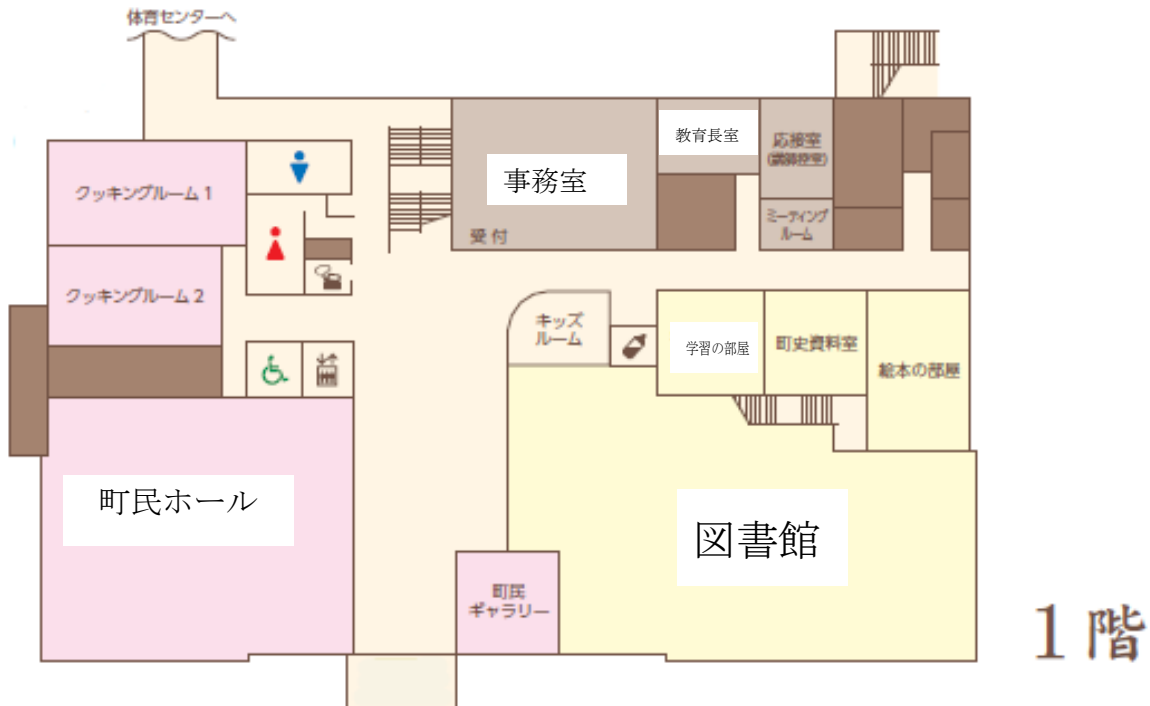 体育センターへ
クッキングルーム 1
クッキングルーム 2
町民ホール
事務室
受付
教育長室
応接室
(講師控室)
ミーティング
ルーム
キッズ
ルーム
学習の部屋
町史資料室
絵本の部屋
図書館
町民
ギャラリー
1階